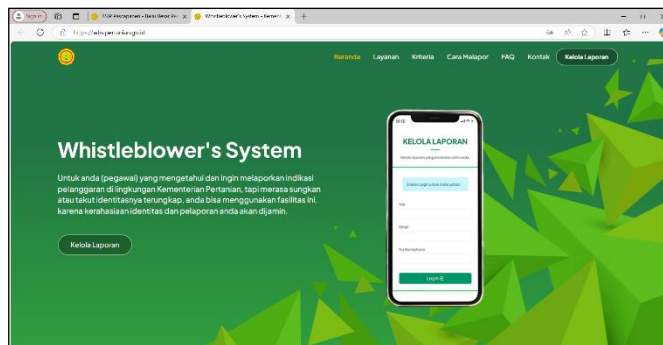 Whistleblower's System - Kement
Beranda Layanan Kriteria Cara Melapor FAQ Kontak Kelola Laporan
Whistleblower's System
Untuk anda (pegawai) yang mengetahui dan ingin melaporkan indikasi
pelanggaran di lingkungan Kementerian Pertanian, tapi merasa sungkan
atau takut identitasnya terungkap, anda bisa menggunakan fasilitas ini,
karena kerahasiaan identitas dan pelaporan anda akan dijamin.
Kelola Laporan
KELOLA LAPORAN
Email
Login